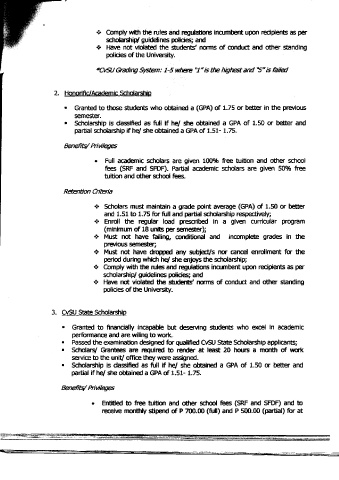 ❖ Comply with the rules and regulations incumbent upon recipients as per
scholarship/ guidelines policies; and
❖ Have not violated the students' norms of conduct and other standing
policies of the University.
*CvSU Grading System: 1-5 where "1" is the highest and "5" is failed
2. Honorific/Academic Scholarship
▪ Granted to those students who obtained a (GPA) of 1.75 or better in the previous
semester.
▪ Scholarship is classified as full if he/ she obtained a GPA of 1.50 or better and
partial scholarship if he/ she obtained a GPA of 1.51- 1.75.
Benefits/ Privileges
• Full academic scholars are given 100% free tuition and other school
fees (SRF and SFDF). Partial academic scholars are given 50% free
tuition and other school fees.
Retention Criteria
❖ Scholars must maintain a grade point average (GPA) of 1.50 or better
and 1.51 to 1.75 for full and partial scholarship respectively;
❖ Enroll the regular load prescribed in a given curricular program
(minimum of 18 units per semester);
❖ Must not have failing, conditional and incomplete grades in the
previous semester;
❖ Must not have dropped any subject/s nor cancel enrollment for the
period during which he/ she enjoys the scholarship;
❖ Comply with the rules and regulations incumbent upon recipients as per
scholarship/ guidelines policies; and
❖ Have not violated the students' norms of conduct and other standing
policies of the University.
3. CvSU State Scholarship
▪ Granted to financially incapable but deserving students who excel in academic
performance and are willing to work.
▪ Passed the examination designed for qualified CvSU State Scholarship applicants;
▪ Scholars/ Grantees are required to render at least 20 hours a month of work
service to the unit/ office they were assigned.
▪ Scholarship is classified as full if he/ she obtained a GPA of 1.50 or better and
partial if he/ she obtained a GPA of 1.51- 1.75.
Benefits/ Privileges
• Entitled to free tuition and other school fees (SRF and SFDF) and to
receive monthly stipend of P 700.00 (full) and P 500.00 (partial) for at